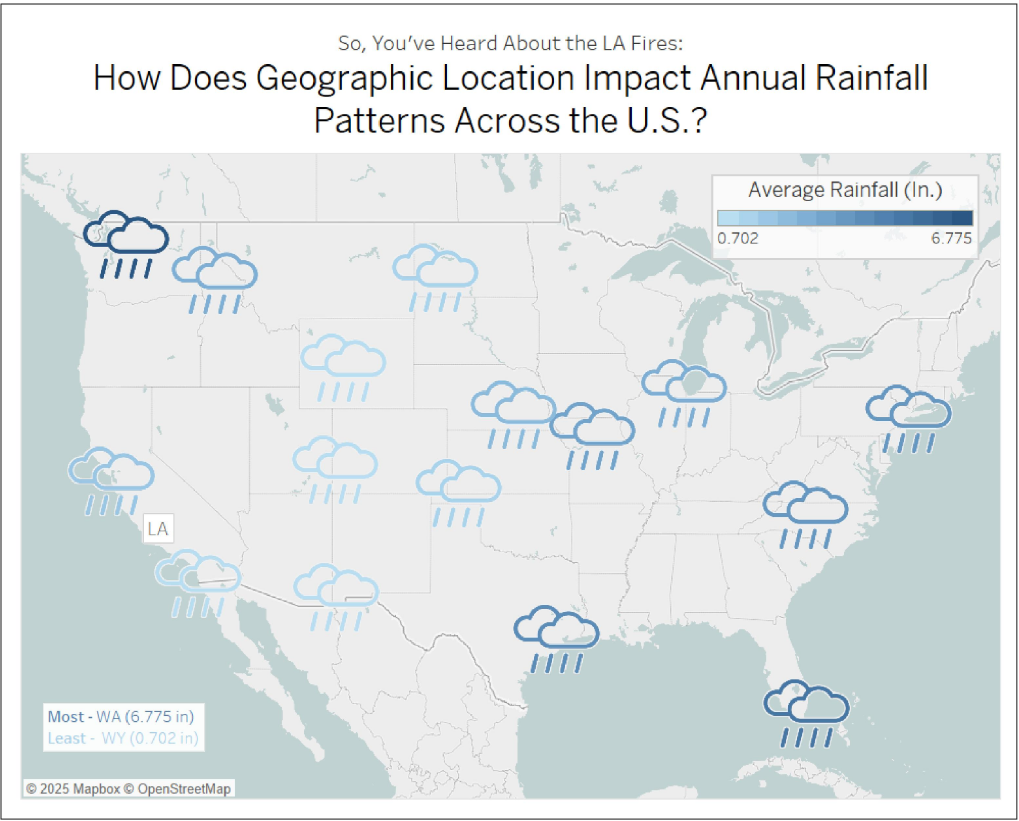 So, You've Heard About the LA Fires:
How Does Geographic Location Impact Annual Rainfall
Patterns Across the U.S.?
Average Rainfall (In.)
0.702 6.775
LA
Most - WA (6.775 in)
Least - WY (0.702 in)
© 2025 Mapbox © OpenStreetMap